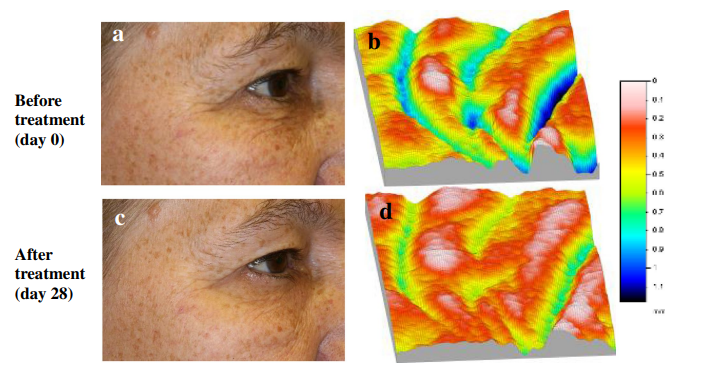 a
b
Before
treatment
(day 0)
0
0.1
0.2
0.3
0.4
0.5
0.6
0.7
0.8
0.9
1
1.1
c
d
After
treatment
(day 28)